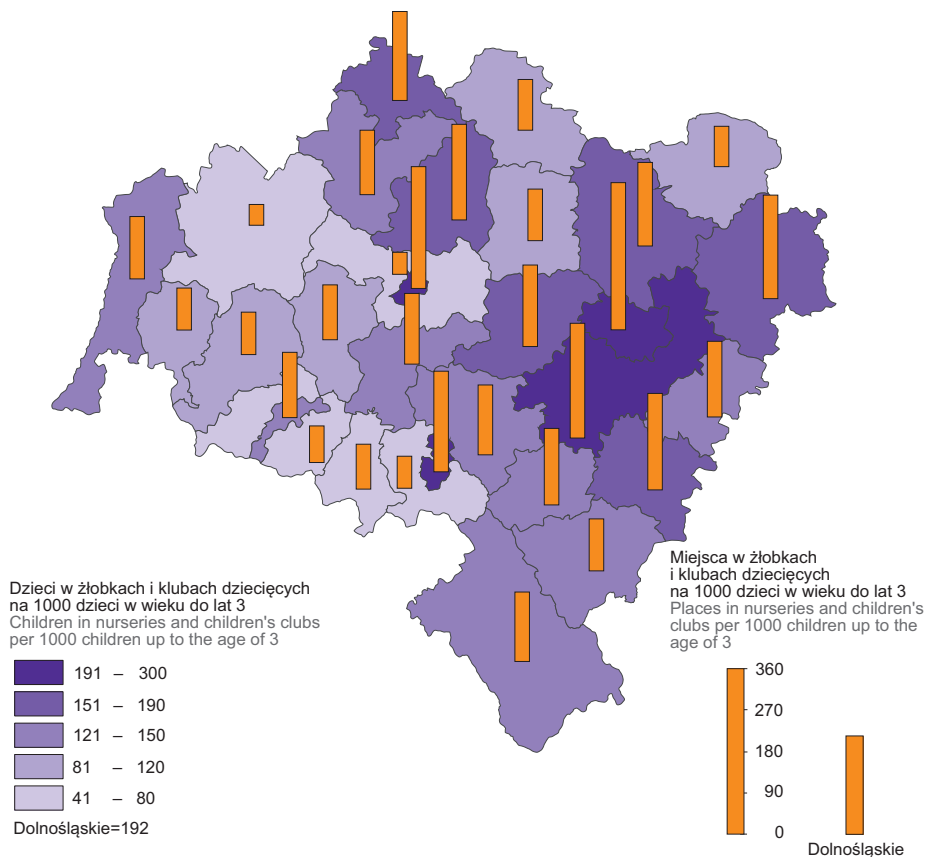 Dzieci w żłobkach i klubach dziecięcych
na 1000 dzieci w wieku do lat 3
Children in nurseries and children's clubs
per 1000 children up to the age of 3
191 – 300
151 – 190
121 – 150
81 – 120
41 – 80
Dolnośląskie=192
Miejsca w żłobkach
i klubach dziecięcych
na 1000 dzieci w wieku do lat 3
Places in nurseries and children's
clubs per 1000 children up to the
age of 3
360
270
180
90
0
Dolnośląskie